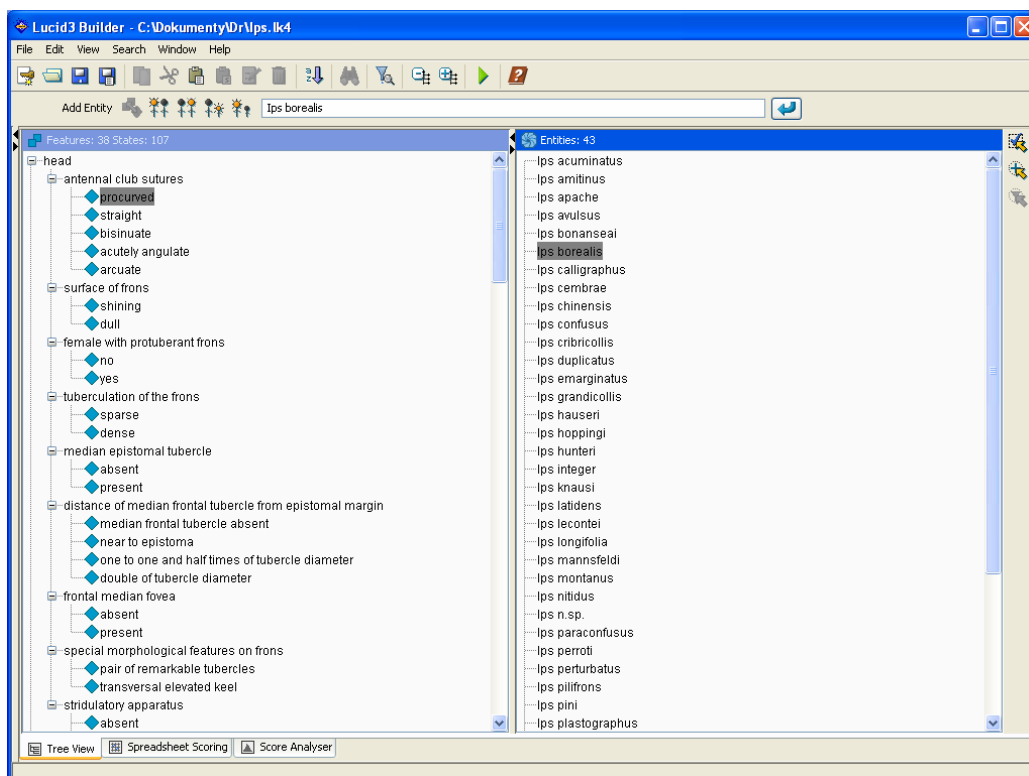 Lucid3 Builder - C:\Dokumenty\Dr\Ips.lk4
File Edit View Search Window Help
Add Entity Ips borealis
Features: 38 States: 107
head
antennal club sutures
procurved
straight
bisinuate
acutely angulate
arcuate
surface of frons
shining
dull
female with protuberant frons
no
yes
tuberculation of the frons
sparse
dense
median epistomal tubercle
absent
present
distance of median frontal tubercle from epistomal margin
median frontal tubercle absent
near to epistoma
one to one and half times of tubercle diameter
double of tubercle diameter
frontal median fovea
absent
present
special morphological features on frons
pair of remarkable tubercles
transversal elevated keel
stridulatory apparatus
absent
Entities: 43
Ips acuminatus
Ips amitinus
Ips apache
Ips avulsus
Ips bonanseai
Ips borealis
Ips calligraphus
Ips cembrae
Ips chinensis
Ips confusus
Ips cribricollis
Ips duplicatus
Ips emarginatus
Ips grandicollis
Ips hauseri
Ips hoppingi
Ips hunteri
Ips integer
Ips knausi
Ips latidens
Ips lecontei
Ips longifolia
Ips mannsfeldi
Ips montanus
Ips nitidus
Ips n.sp.
Ips paraconfusus
Ips perroti
Ips perturbatus
Ips pilifrons
Ips pini
Ips plastographus
Tree View Spreadsheet Scoring Score Analyser